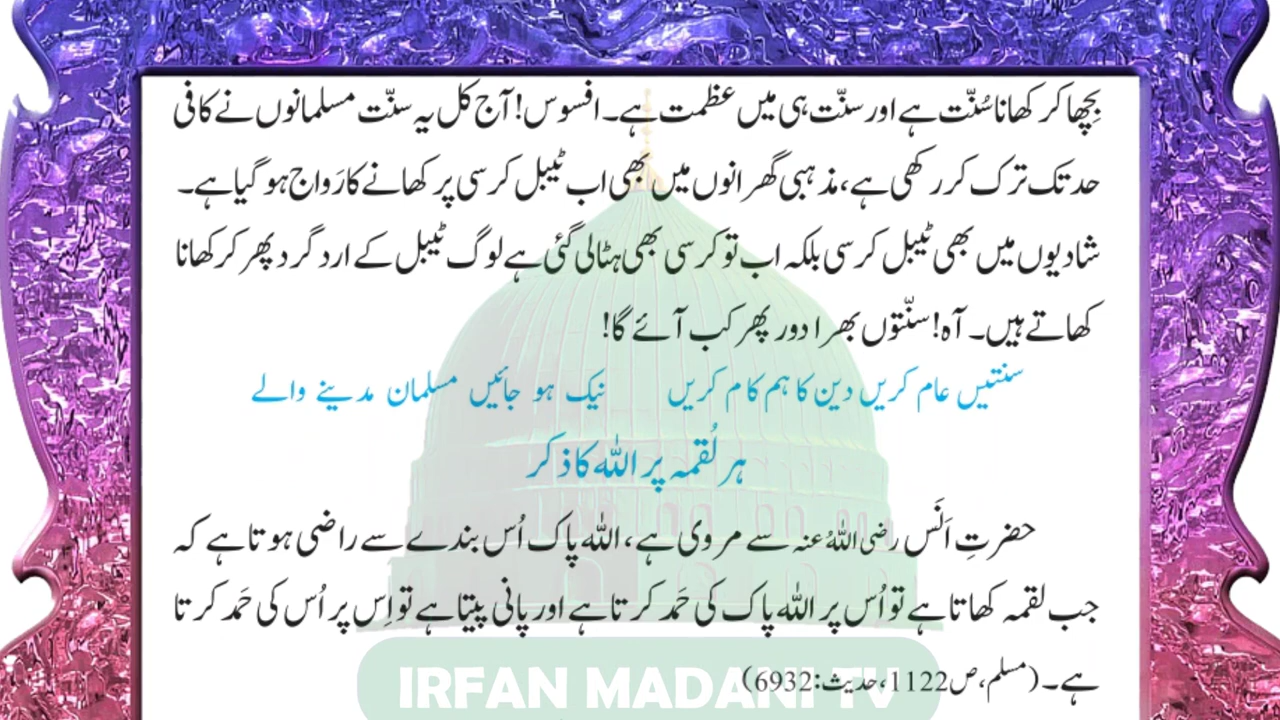 بِچھا کر کھانا سُنّت ہے اور سنّت ہی میں عظمت ہے۔ افسوس! آج کل یہ سنّت مسلمانوں نے کافی
حد تک ترک کر رکھی ہے، مذہبی گھرانوں میں بھی اب ٹیبل کرسی پر کھانے کا رَواج ہو گیا ہے۔
شادیوں میں بھی ٹیبل کرسی بلکہ اب تو کرسی بھی ہٹالی گئی ہے لوگ ٹیبل کے ارد گرد پھر کر کھانا
کھاتے ہیں۔ آہ! سنّتوں بھرا دور پھر کب آئے گا!
سنتیں عام کریں دین کا ہم کام کریں نیک ہو جائیں مسلمان مدینے والے
ہر لُقمہ پر اللہ کا ذکر
حضرتِ اَنَس رضی اللہُ عنہ سے مروی ہے، اللہ پاک اُس بندے سے راضی ہوتا ہے کہ
جب لقمہ کھاتا ہے تو اُس پر اللہ پاک کی حَمد کرتا ہے اور پانی پیتا ہے تو اِس پر اُس کی حَمد کرتا
ہے۔ (مسلم،ص1122،حدیث:6932)
IRFAN MADANI TV